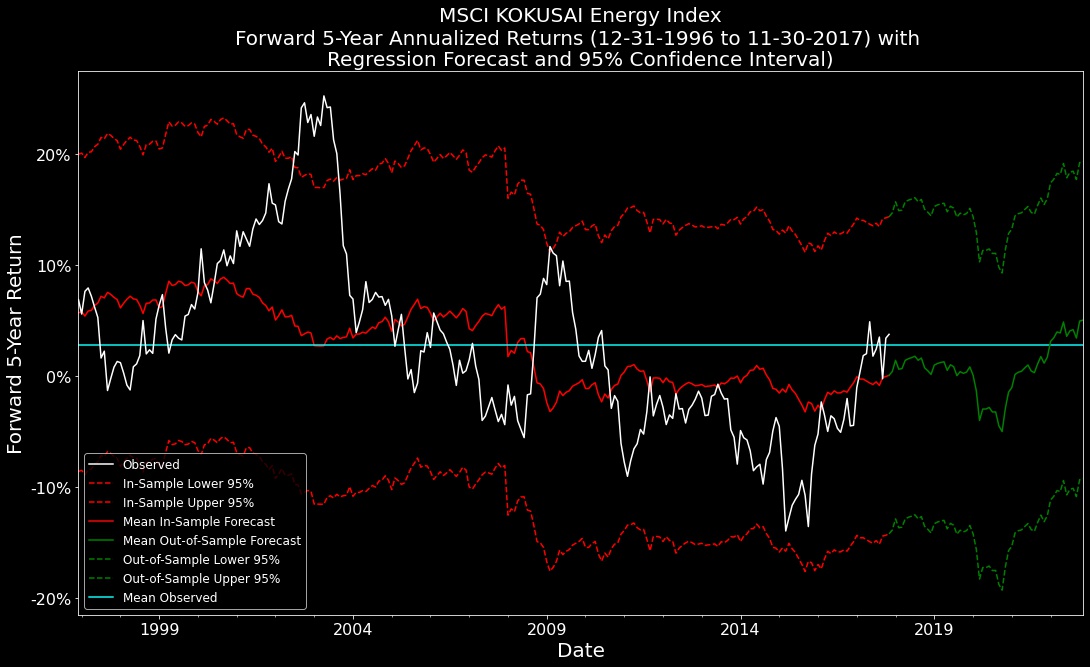 MSCI KOKUSAI Energy Index
Forward 5-Year Annualized Returns (12-31-1996 to 11-30-2017) with
Regression Forecast and 95% Confidence Interval)
Forward 5-Year Return
20%
10%
0%
-10%
-20%
Observed
In-Sample Lower 95%
In-Sample Upper 95%
Mean In-Sample Forecast
Mean Out-of-Sample Forecast
Out-of-Sample Lower 95%
Out-of-Sample Upper 95%
Mean Observed
1999 2004 2009 2014 2019
Date